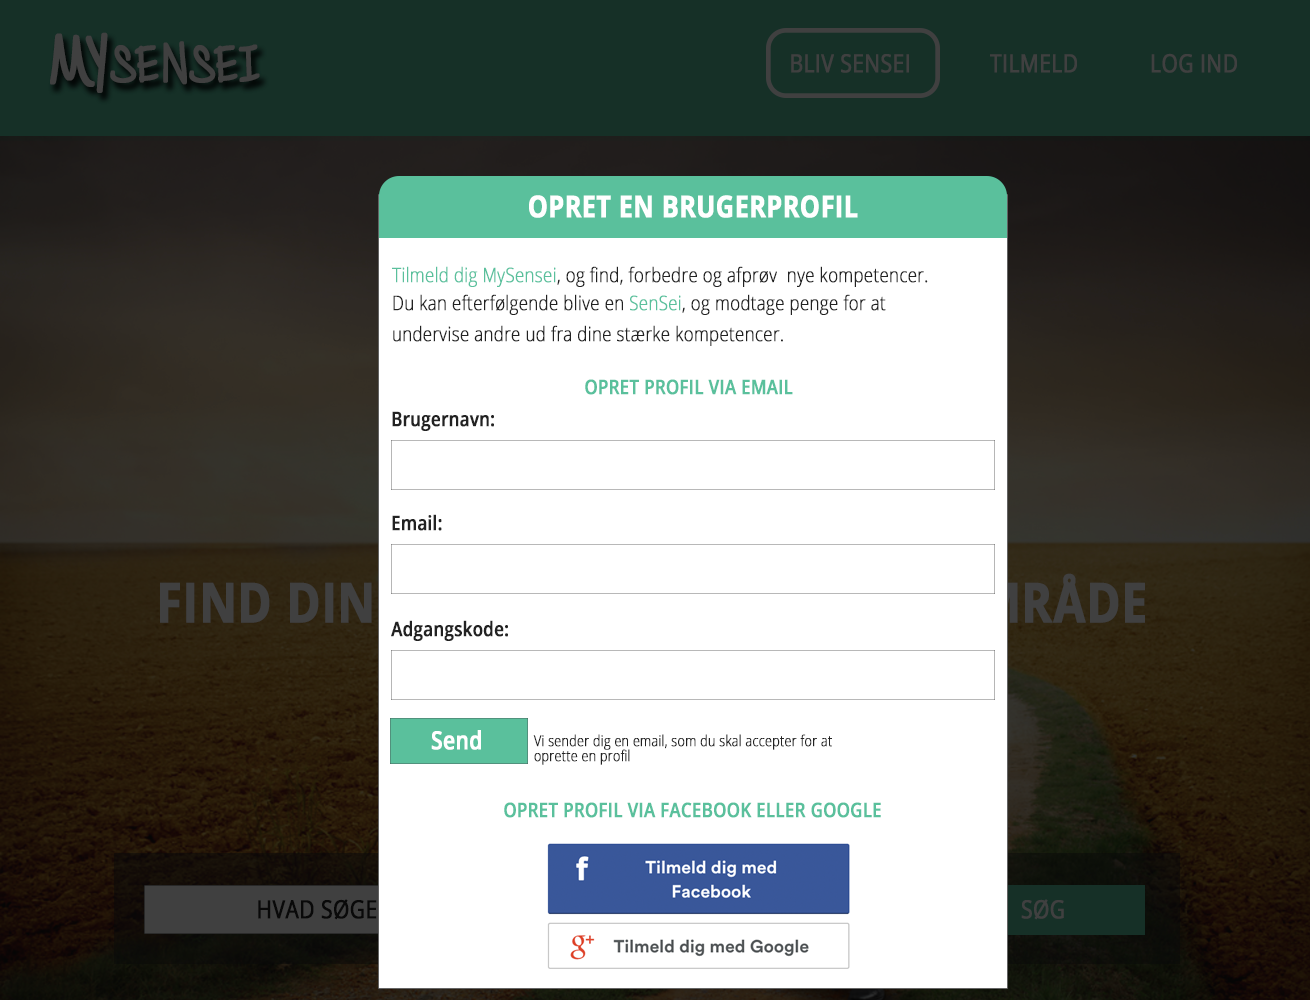 MYSENSEI
BLIV SENSEI
TILMELD
LOG IND
OPRET EN BRUGERPROFIL
Tilmeld dig MySensei, og find, forbedre og afprøv  nye kompetencer.
Du kan efterfølgende blive en SenSei, og modtage penge for at
undervise andre ud fra dine stærke kompetencer.
OPRET PROFIL VIA EMAIL
Brugernavn:
Email:
FIND DIN
Adgangskode:
Send
Vi sender dig en email, som du skal accepter for at
oprette en profil
OPRET PROFIL VIA FACEBOOK ELLER GOOGLE
f
Tilmeld dig med
Facebook
HVAD SØGE
SØG
g+ Tilmeld dig med Google